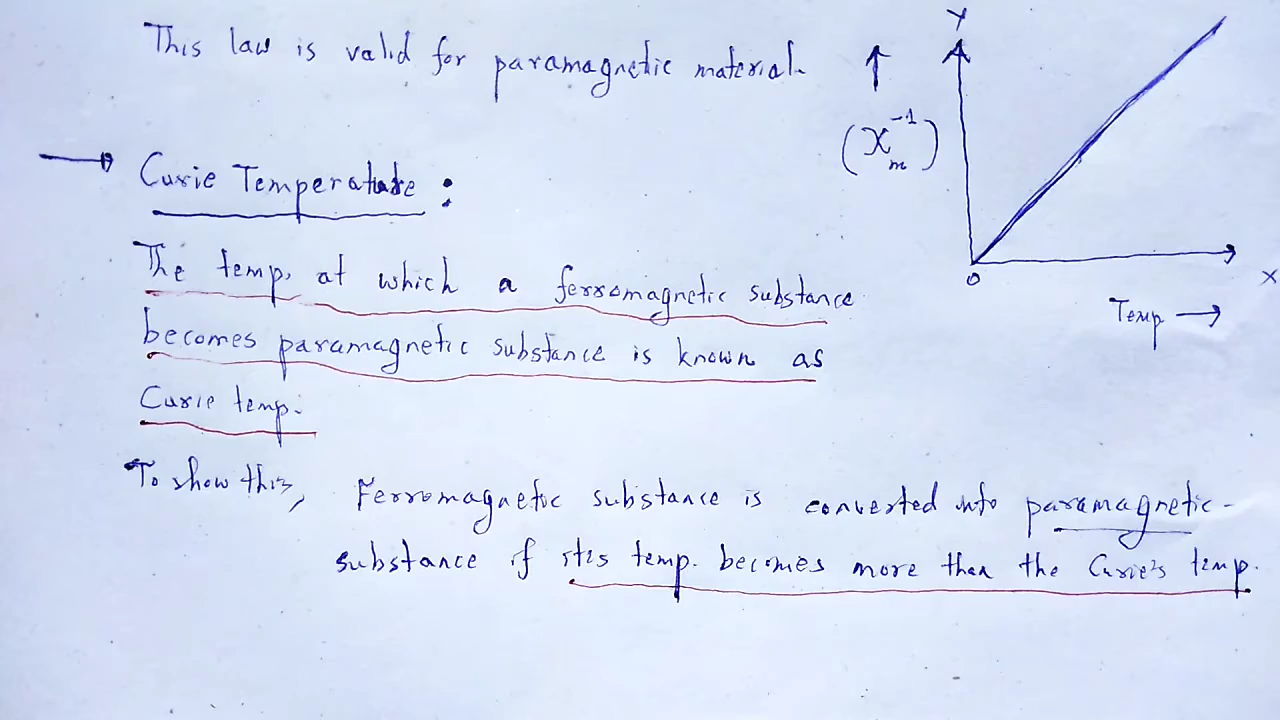 This law is valid for paramagnetic material.
Y
(χm⁻¹)
O
X
Temp →
→ Curie Temperature :
The temp. at which a ferromagnetic substance
becomes paramagnetic substance is known as
Curie temp.
To show this, Ferromagnetic substance is converted into paramagnetic-
substance if its temp. becomes more than the Curie's temp.